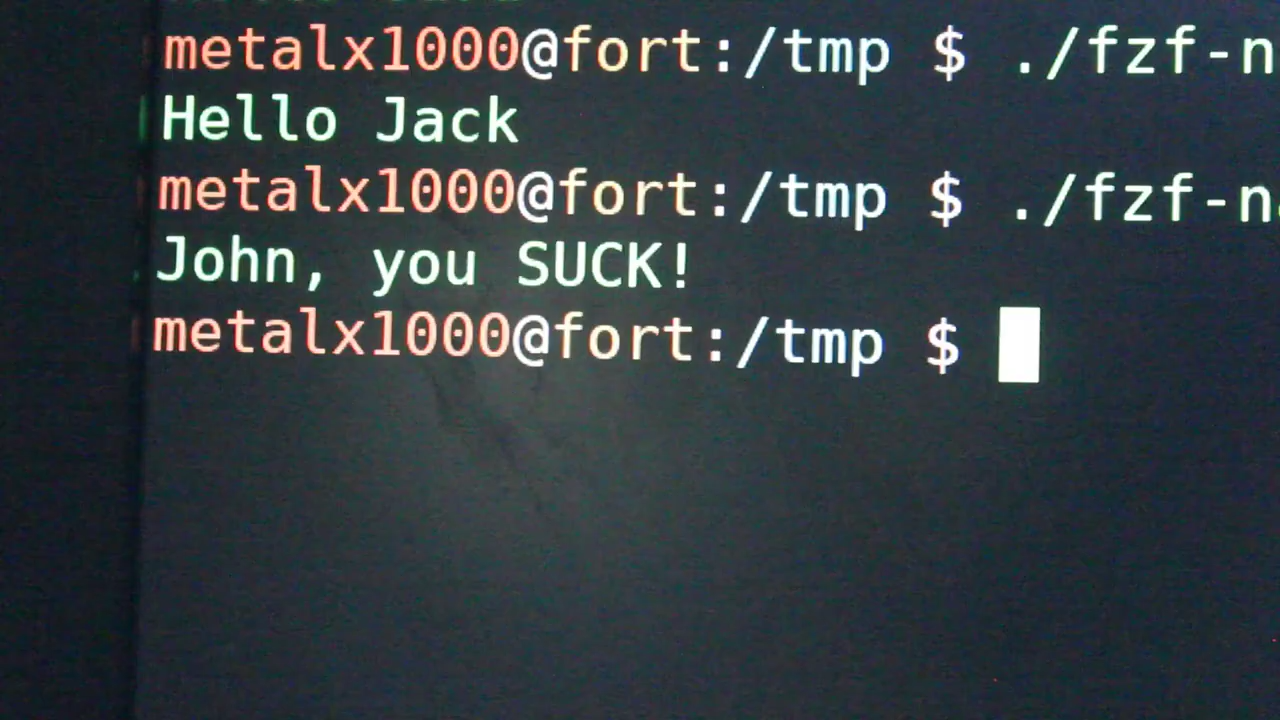 metalx1000@fort:/tmp $ ./fzf-n
Hello Jack
metalx1000@fort:/tmp $ ./fzf-n
John, you SUCK!
metalx1000@fort:/tmp $